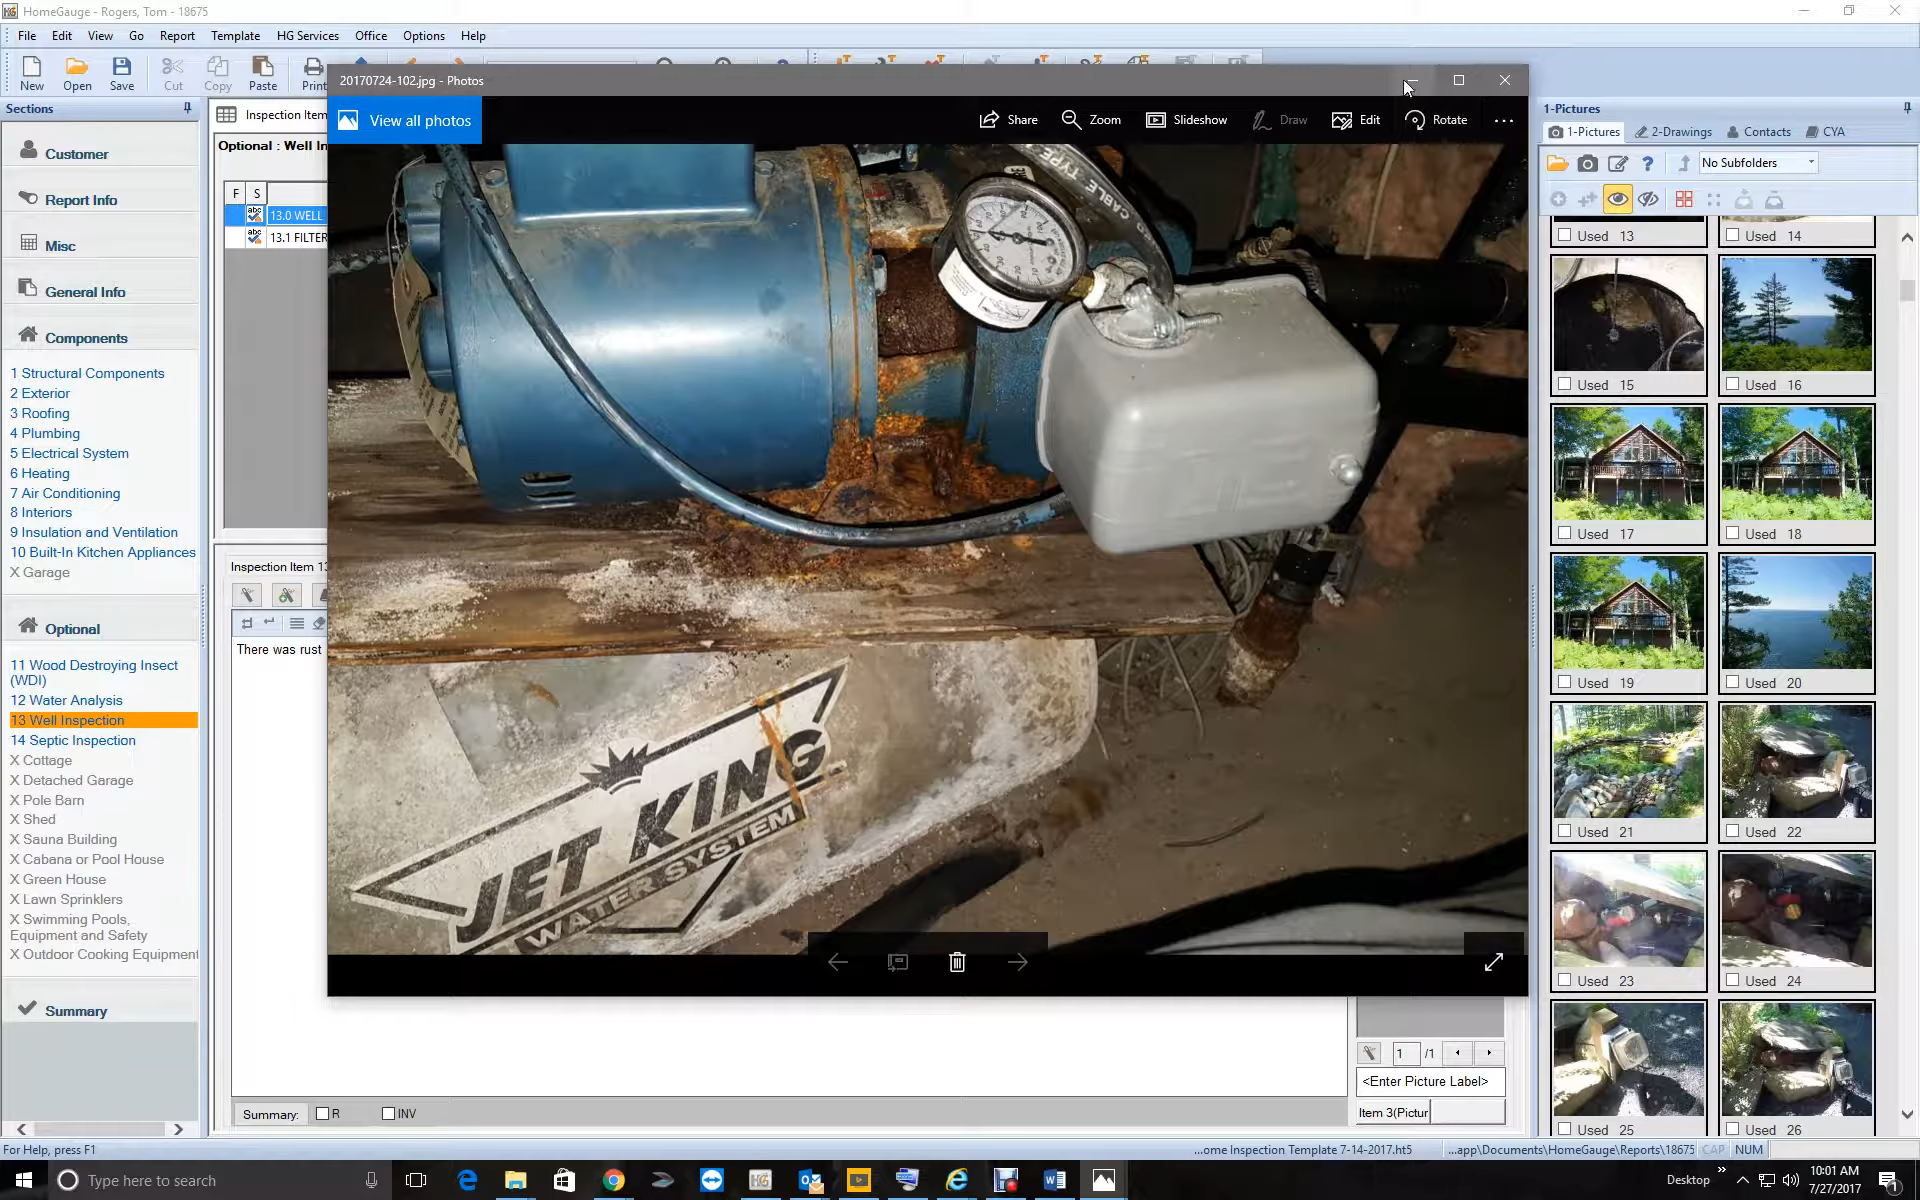 HomeGauge - Rogers, Tom - 18675
File Edit View Go Report Template HG Services Office Options Help
New Open Save Cut Copy Paste Print
Sections
Customer
Report Info
Misc
General Info
Components
1 Structural Components
2 Exterior
3 Roofing
4 Plumbing
5 Electrical System
6 Heating
7 Air Conditioning
8 Interiors
9 Insulation and Ventilation
10 Built-In Kitchen Appliances
X Garage
Optional
11 Wood Destroying Insect
(WDI)
12 Water Analysis
13 Well Inspection
14 Septic Inspection
X Cottage
X Detached Garage
X Pole Barn
X Shed
X Sauna Building
X Cabana or Pool House
X Green House
X Lawn Sprinklers
X Swimming Pools,
Equipment and Safety
X Outdoor Cooking Equipment
Summary
Inspection Item
Optional : Well In
F S
13.0 WELL
13.1 FILTER
Inspection Item 13
There was rust
20170724-102.jpg - Photos
View all photos
Share Zoom Slideshow Draw Edit Rotate
CABLE TYPE
JET KING
WATER SYSTEM
Summary: R INV
1 /1
<Enter Picture Label>
Item 3(Pictur
1-Pictures
1-Pictures 2-Drawings Contacts CYA
No Subfolders
Used 13 Used 14
Used 15 Used 16
Used 17 Used 18
Used 19 Used 20
Used 21 Used 22
Used 23 Used 24
Used 25 Used 26
For Help, press F1
...ome Inspection Template 7-14-2017.ht5 ...app\Documents\HomeGauge\Reports\18675 CAP NUM
Type here to search
Desktop
10:01 AM
7/27/2017